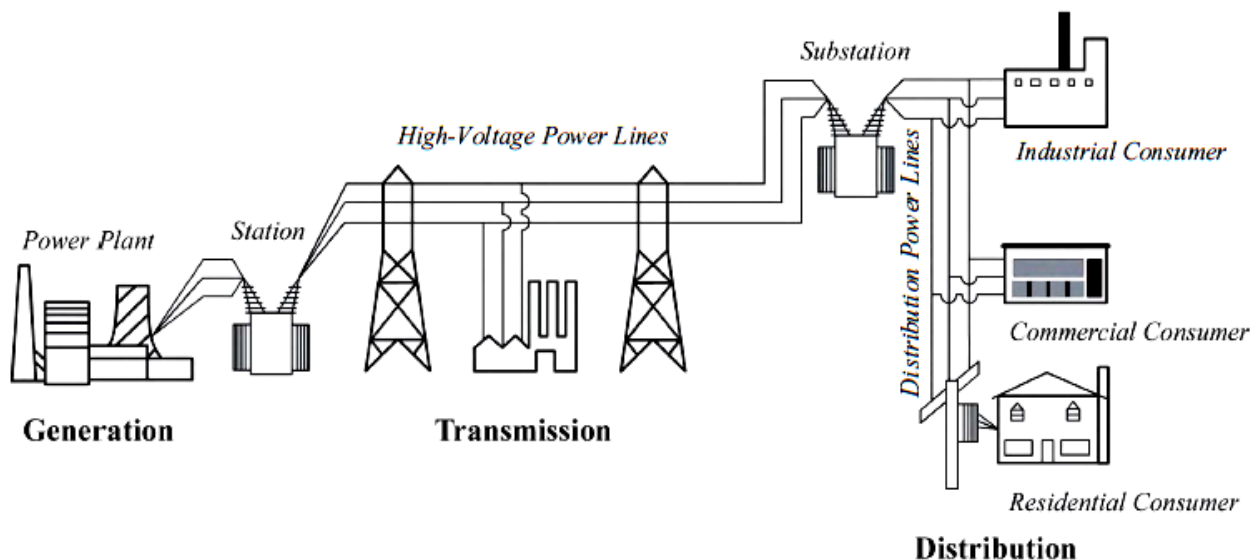 Substation
High-Voltage Power Lines
Industrial Consumer
Station
Power Plant
Distribution Power Lines
Commercial Consumer
Generation
Transmission
Residential Consumer
Distribution